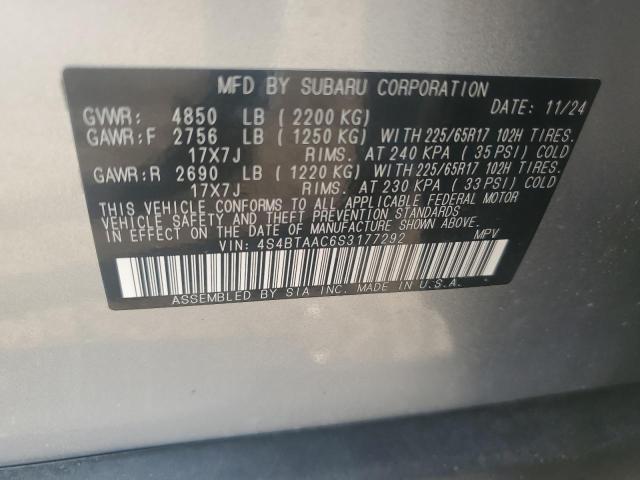 MFD BY SUBARU CORPORATION
DATE: 11/24
GVWR: 4850 LB ( 2200 KG)
GAWR:F 2756 LB ( 1250 KG) WITH 225/65R17 102H TIRES.
17X7J RIMS. AT 240 KPA ( 35 PSI) COLD
GAWR:R 2690 LB ( 1220 KG) WITH 225/65R17 102H TIRES.
17X7J RIMS. AT 230 KPA ( 33 PSI) COLD
THIS VEHICLE CONFORMS TO ALL APPLICABLE FEDERAL MOTOR
VEHICLE SAFETY AND THEFT PREVENTION STANDARDS
IN EFFECT ON THE DATE OF MANUFACTURE SHOWN ABOVE.
VIN: 4S4BTAAC6S3177292 MPV
ASSEMBLED BY SIA INC. MADE IN U.S.A.